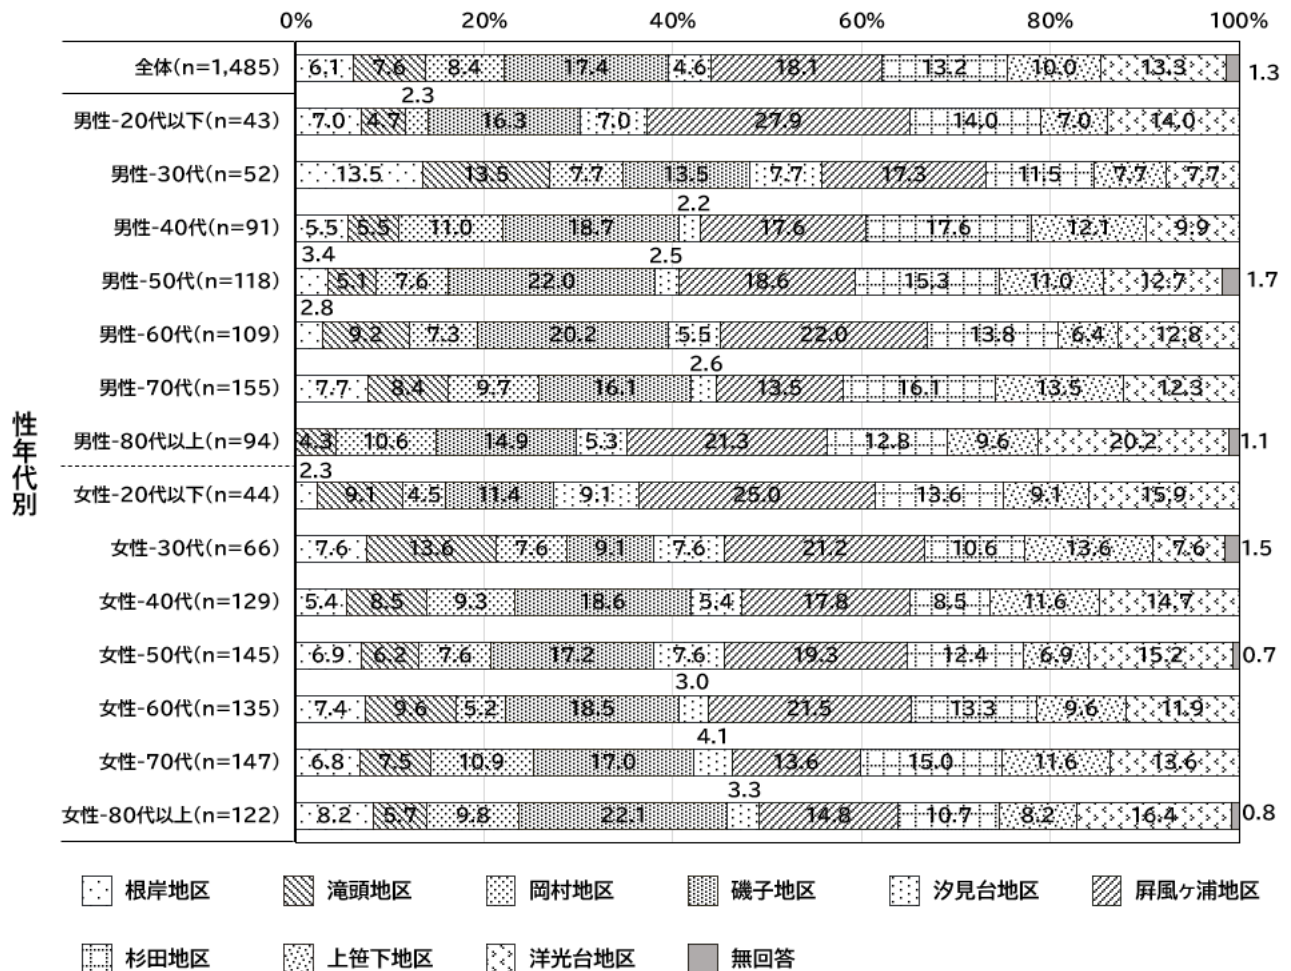 0% 20% 40% 60% 80% 100%
全体(n=1,485) 6.1 7.6 8.4 17.4 4.6 18.1 13.2 10.0 13.3 1.3
2.3
男性-20代以下(n=43) 7.0 4.7 16.3 7.0 27.9 14.0 7.0 14.0
男性-30代(n=52) 13.5 13.5 7.7 13.5 7.7 17.3 11.5 7.7 7.7
2.2
男性-40代(n=91) 5.5 5.5 11.0 18.7 17.6 17.6 12.1 9.9
3.4 2.5
男性-50代(n=118) 5.1 7.6 22.0 18.6 15.3 11.0 12.7 1.7
2.8
男性-60代(n=109) 9.2 7.3 20.2 5.5 22.0 13.8 6.4 12.8
2.6
男性-70代(n=155) 7.7 8.4 9.7 16.1 13.5 16.1 13.5 12.3
性年代別
男性-80代以上(n=94) 4.3 10.6 14.9 5.3 21.3 12.8 9.6 20.2 1.1
2.3
女性-20代以下(n=44) 9.1 4.5 11.4 9.1 25.0 13.6 9.1 15.9
女性-30代(n=66) 7.6 13.6 7.6 9.1 7.6 21.2 10.6 13.6 7.6 1.5
女性-40代(n=129) 5.4 8.5 9.3 18.6 5.4 17.8 8.5 11.6 14.7
女性-50代(n=145) 6.9 6.2 7.6 17.2 7.6 19.3 12.4 6.9 15.2 0.7
3.0
女性-60代(n=135) 7.4 9.6 5.2 18.5 21.5 13.3 9.6 11.9
4.1
女性-70代(n=147) 6.8 7.5 10.9 17.0 13.6 15.0 11.6 13.6
3.3
女性-80代以上(n=122) 8.2 5.7 9.8 22.1 14.8 10.7 8.2 16.4 0.8
根岸地区 滝頭地区 岡村地区 磯子地区 汐見台地区 屏風ヶ浦地区
杉田地区 上笹下地区 洋光台地区 無回答